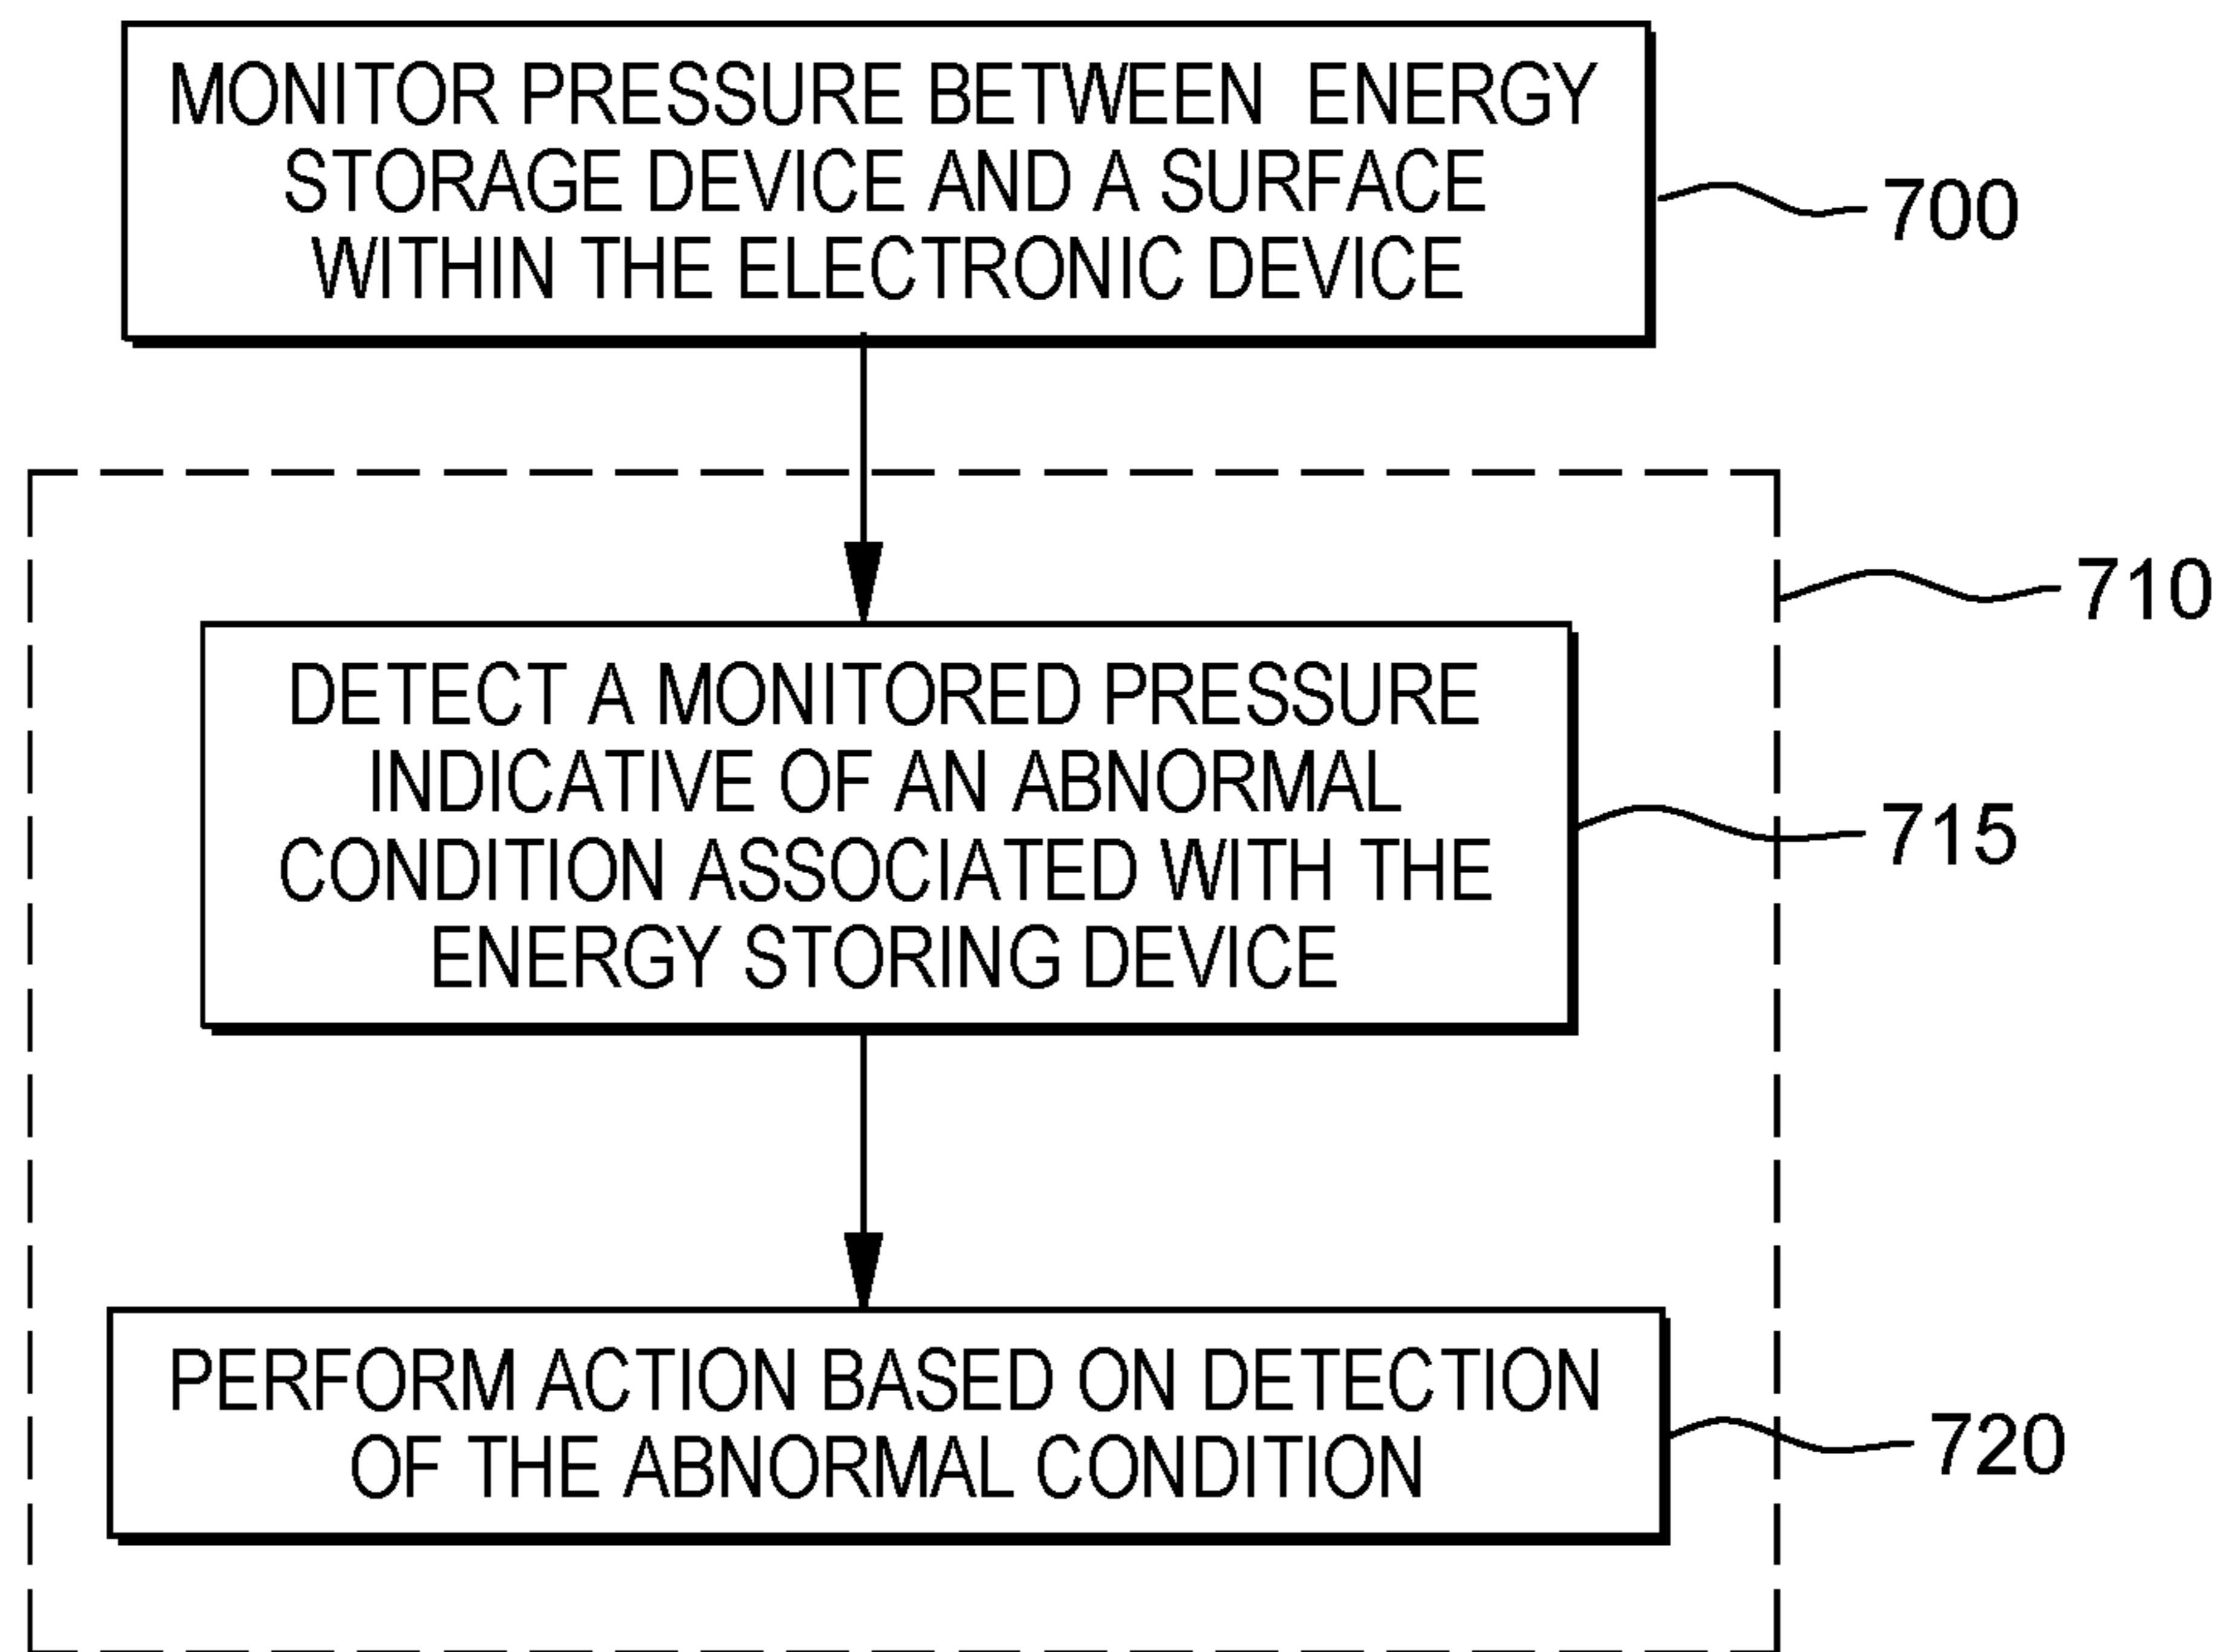 MONITOR PRESSURE BETWEEN ENERGY
STORAGE DEVICE AND A SURFACE
WITHIN THE ELECTRONIC DEVICE
700
710
DETECT A MONITORED PRESSURE
INDICATIVE OF AN ABNORMAL
CONDITION ASSOCIATED WITH THE
ENERGY STORING DEVICE
715
PERFORM ACTION BASED ON DETECTION
OF THE ABNORMAL CONDITION
720